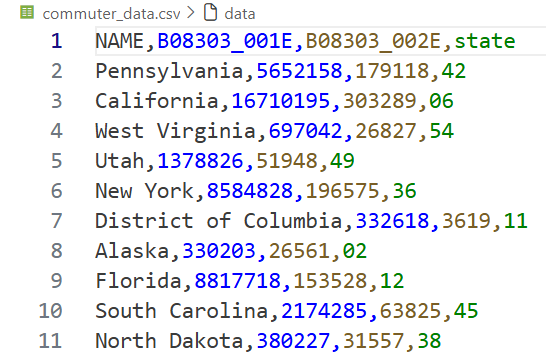 commuter_data.csv > data
1 NAME,B08303_001E,B08303_002E,state
2 Pennsylvania,5652158,179118,42
3 California,16710195,303289,06
4 West Virginia,697042,26827,54
5 Utah,1378826,51948,49
6 New York,8584828,196575,36
7 District of Columbia,332618,3619,11
8 Alaska,330203,26561,02
9 Florida,8817718,153528,12
10 South Carolina,2174285,63825,45
11 North Dakota,380227,31557,38